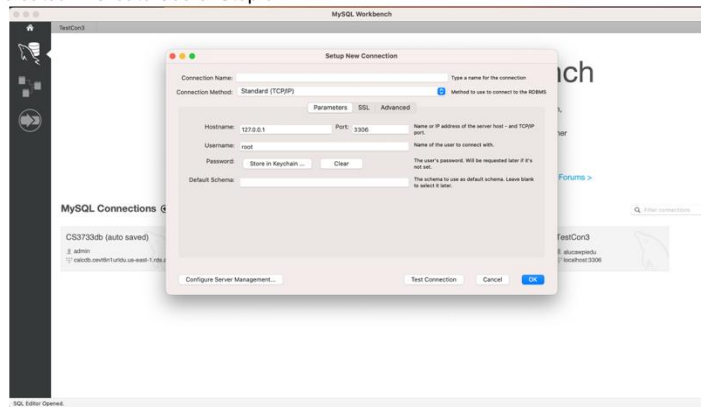 MySQL Workbench
TestCon3
Setup New Connection
Connection Name:
Type a name for the connection
Connection Method: Standard (TCP/IP)
Method to use to connect to the RDBMS
Parameters SSL Advanced
Hostname: 127.0.0.1 Port: 3306
Name or IP address of the server host - and TCP/IP
port.
Username: root
Name of the user to connect with.
Password: Store in Keychain ... Clear
The user's password. Will be requested later if it's
not set.
Default Schema:
The schema to use as default schema. Leave blank
to select it later.
Configure Server Management... Test Connection Cancel OK
nch
Forums >
MySQL Connections
Filter connections
CS3733db (auto saved)
admin
TestCon3
localhost:3306
SQL Editor Opened.